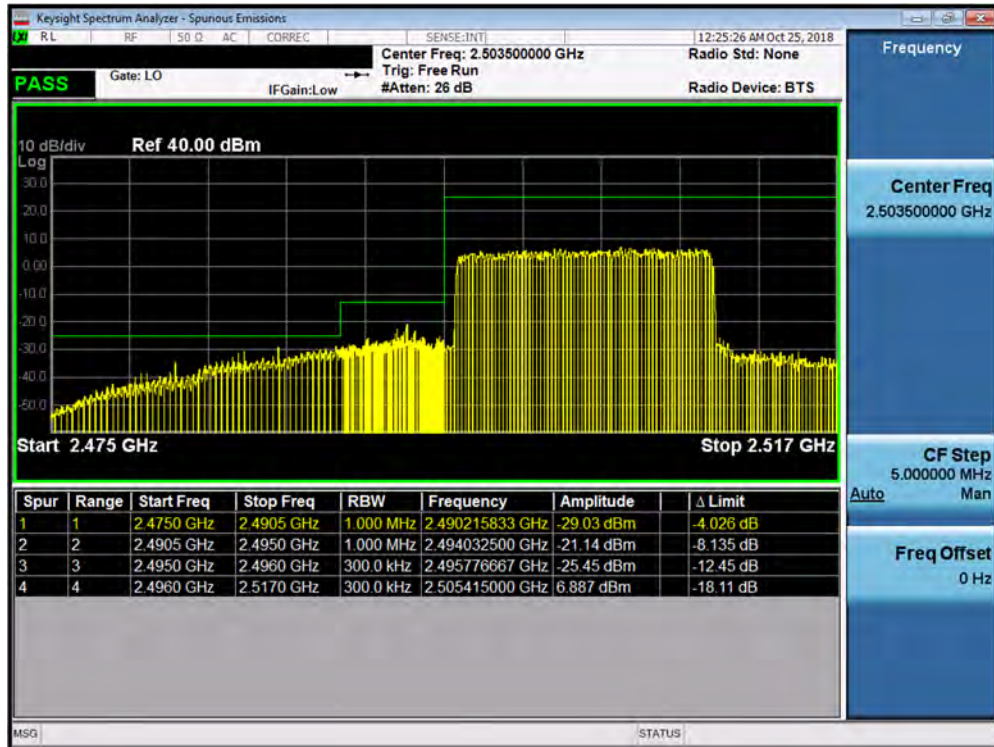 Keysight Spectrum Analyzer - Spurious Emissions
LXI RL RF 50 Ω AC CORREC SENSE:INT 12:25:26 AM Oct 25, 2018
Center Freq: 2.503500000 GHz Radio Std: None
PASS Gate: LO Trig: Free Run
IFGain:Low #Atten: 26 dB Radio Device: BTS
10 dB/div Ref 40.00 dBm
Log
30.0
20.0
10.0
0.00
-10.0
-20.0
-30.0
-40.0
-50.0
Start 2.475 GHz Stop 2.517 GHz
Spur Range Start Freq Stop Freq RBW Frequency Amplitude Δ Limit
1 1 2.4750 GHz 2.4905 GHz 1.000 MHz 2.490215833 GHz -29.03 dBm -4.026 dB
2 2 2.4905 GHz 2.4950 GHz 1.000 MHz 2.494032500 GHz -21.14 dBm -8.135 dB
3 3 2.4950 GHz 2.4960 GHz 300.0 kHz 2.495776667 GHz -25.45 dBm -12.45 dB
4 4 2.4960 GHz 2.5170 GHz 300.0 kHz 2.505415000 GHz 6.887 dBm -18.11 dB
MSG STATUS
Frequency
Center Freq
2.503500000 GHz
CF Step
5.000000 MHz
Auto Man
Freq Offset
0 Hz